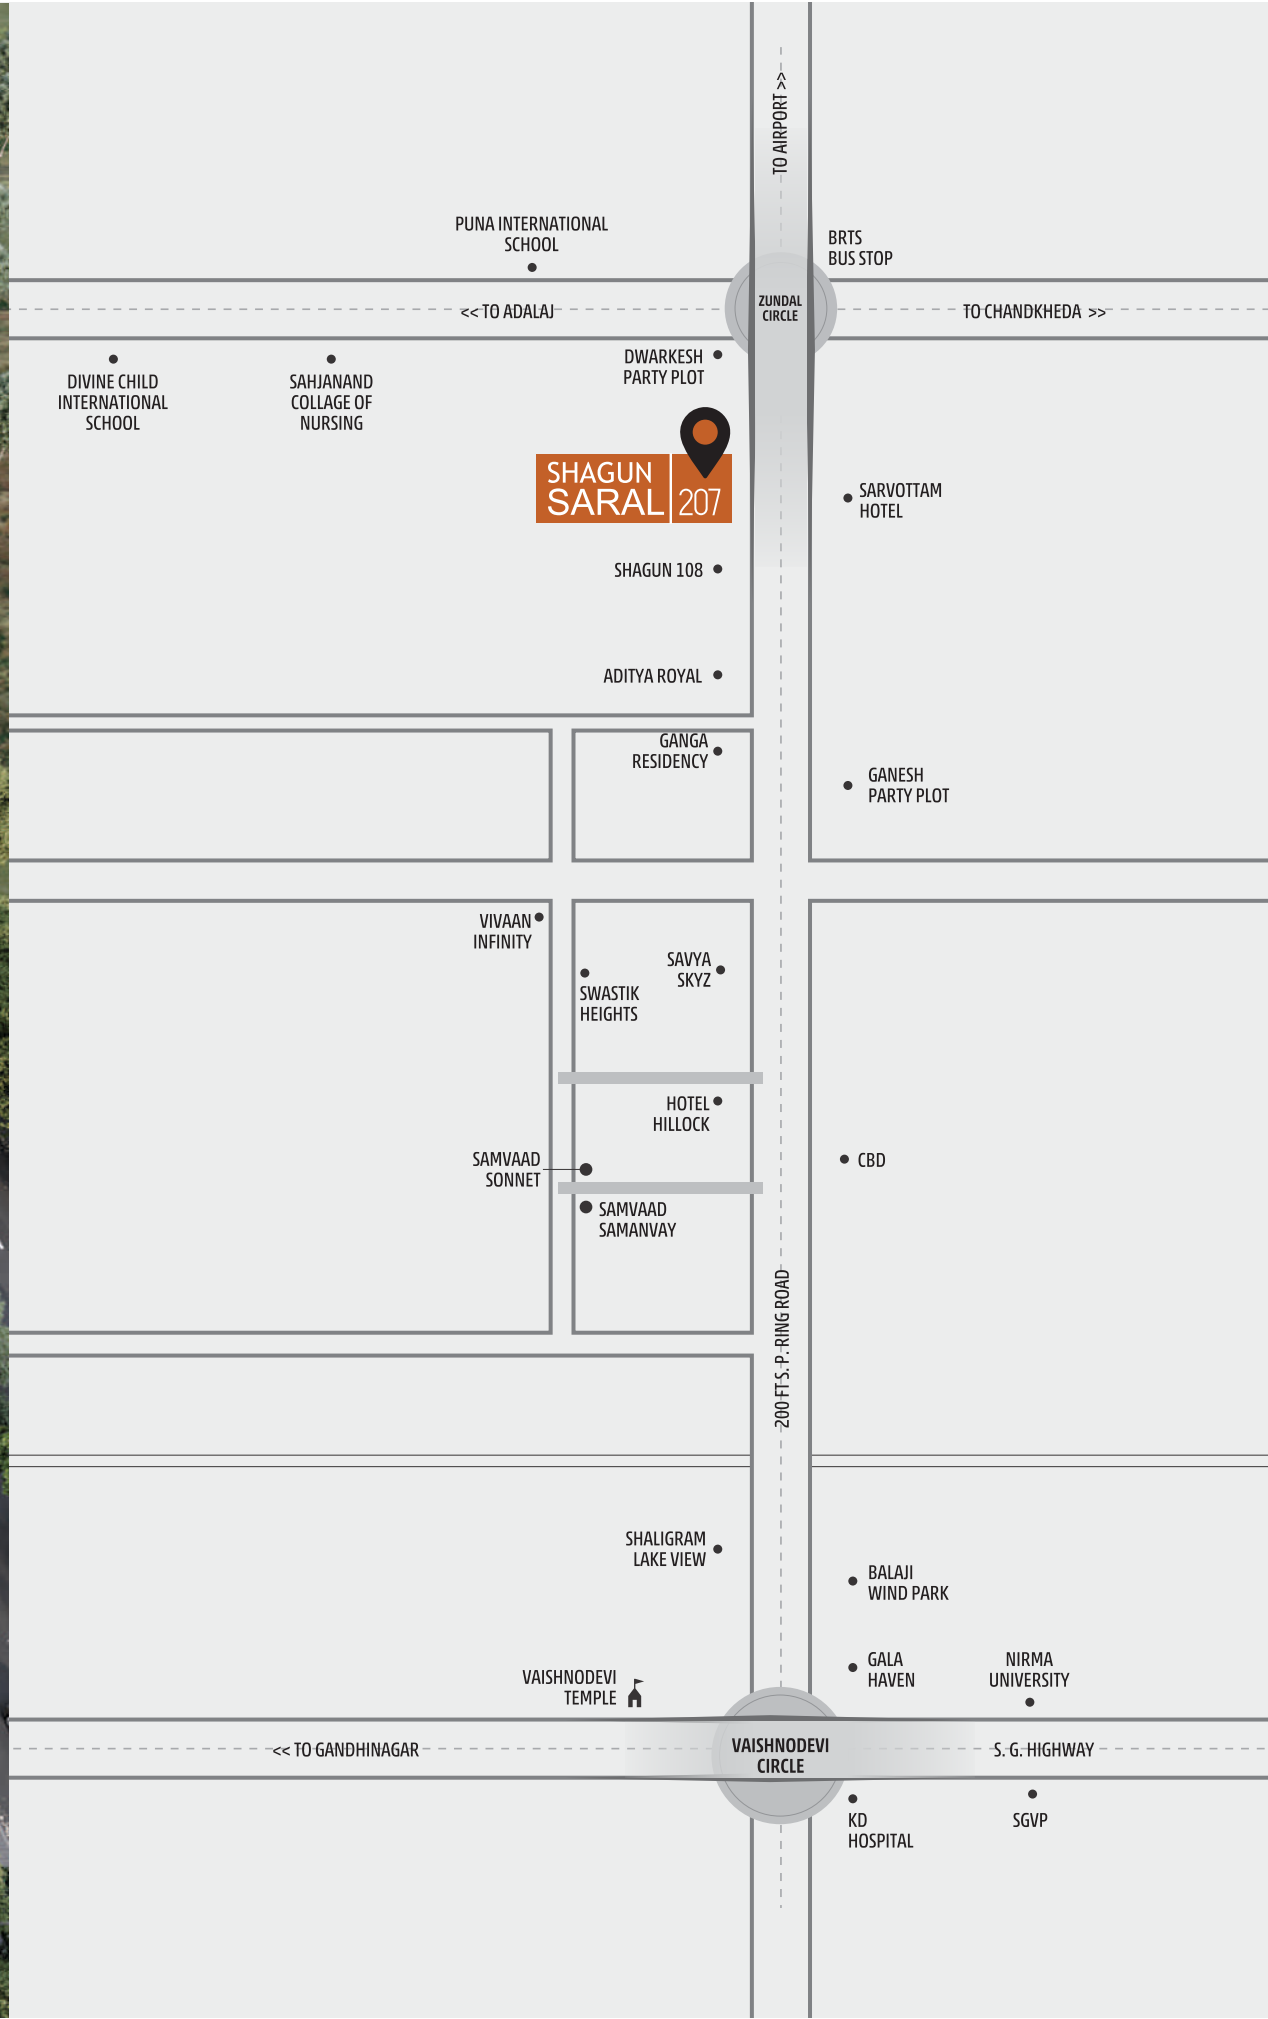 TO AIRPORT >>
PUNA INTERNATIONAL
SCHOOL
BRTS
BUS STOP
<< TO ADALAJ
ZUNDAL
CIRCLE
TO CHANDKHEDA >>
DWARKESH
PARTY PLOT
DIVINE CHILD
INTERNATIONAL
SCHOOL
SAHJANAND
COLLAGE OF
NURSING
SHAGUN
SARAL
207
SARVOTTAM
HOTEL
SHAGUN 108
ADITYA ROYAL
GANGA
RESIDENCY
GANESH
PARTY PLOT
VIVAAN
INFINITY
SWASTIK
HEIGHTS
SAVYA
SKYZ
HOTEL
HILLOCK
SAMVAAD
SONNET
CBD
SAMVAAD
SAMANVAY
200 FT S. P. RING ROAD
SHALIGRAM
LAKE VIEW
BALAJI
WIND PARK
GALA
HAVEN
NIRMA
UNIVERSITY
VAISHNODEVI
TEMPLE
<< TO GANDHINAGAR
VAISHNODEVI
CIRCLE
S. G. HIGHWAY
KD
HOSPITAL
SGVP